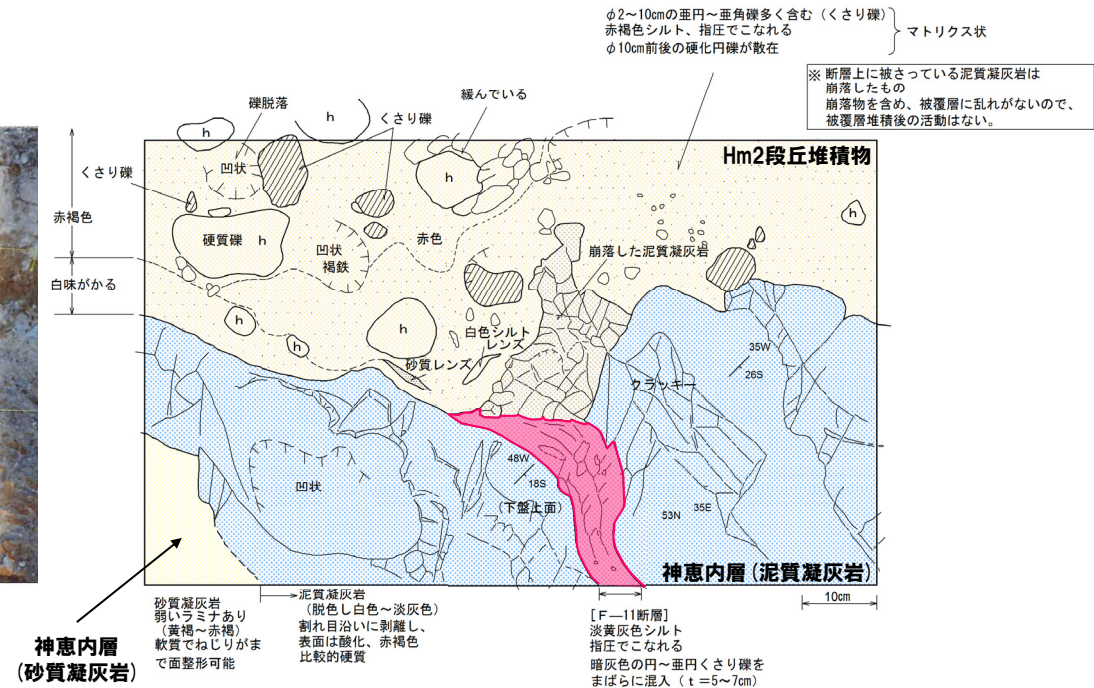 φ2～10cmの亜円～亜角礫多く含む（くさり礫）
赤褐色シルト、指圧でこなれる
φ10cm前後の硬化円礫が散在
マトリクス状
※ 断層上に被さっている泥質凝灰岩は
崩落したもの
崩落物を含め、被覆層に乱れがないので、
被覆層堆積後の活動はない。
礫脱落
h
h
くさり礫
緩んでいる
Hm2段丘堆積物
くさり礫
凹状
h
赤褐色
硬質礫 h
凹状
褐鉄
赤色
崩落した泥質凝灰岩
h
白味がかる
h
h
h
白色シルト
レンズ
砂質レンズ
クラッキー
35W
26S
48W
18S
（下盤上面）
凹状
53N
35E
神恵内層（泥質凝灰岩）
10cm
神恵内層
（砂質凝灰岩）
砂質凝灰岩
弱いラミナあり
（黄褐～赤褐）
軟質でねじりがま
で面整形可能
泥質凝灰岩
（脱色し白色～淡灰色）
割れ目沿いに剥離し、
表面は酸化、赤褐色
比較的硬質
［F—11断層］
淡黄灰色シルト
指圧でこなれる
暗灰色の円～亜円くさり礫を
まばらに混入（ｔ＝5～7cm）